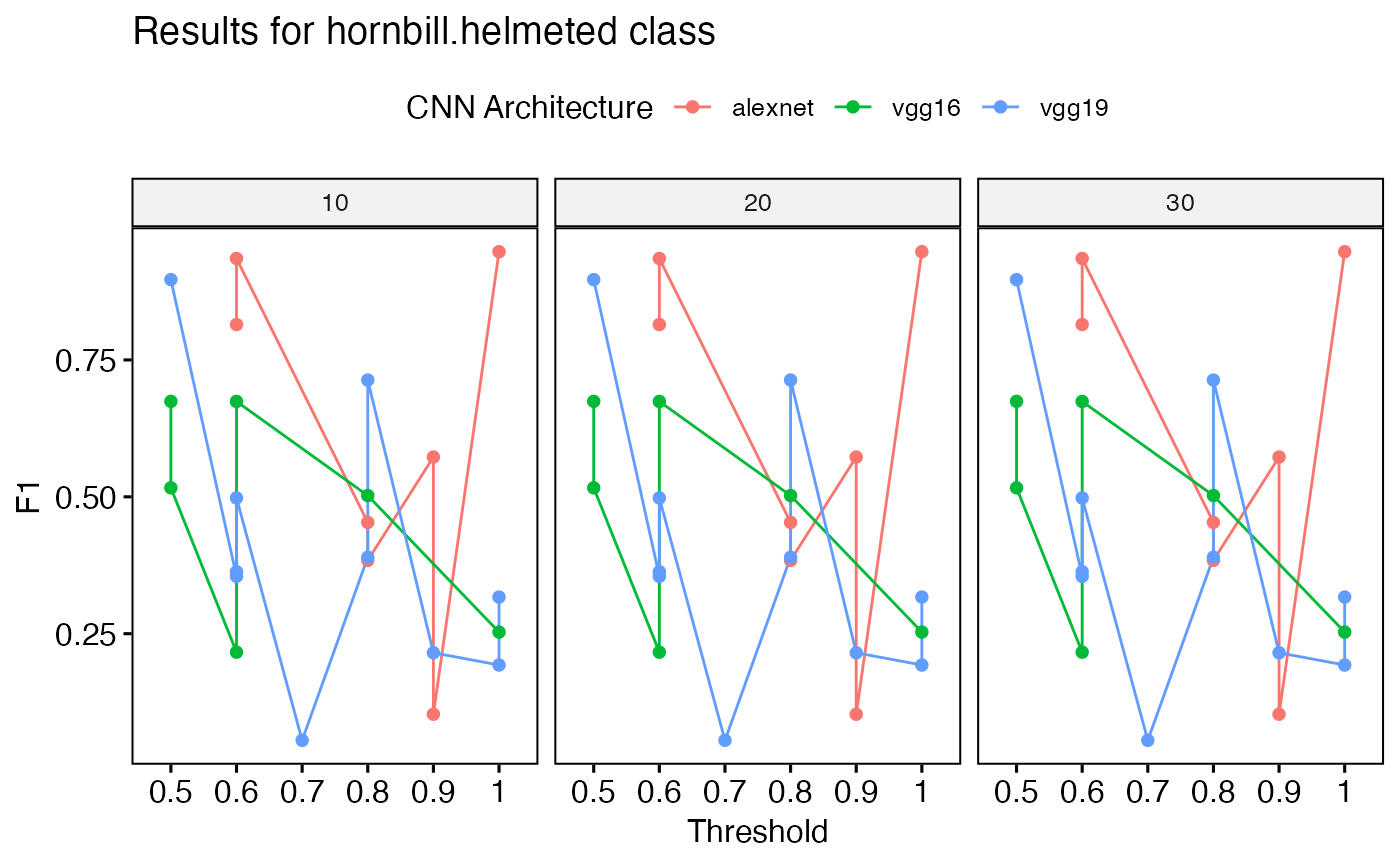 Results for hornbill.helmeted class
CNN Architecture alexnet vgg16 vgg19
10 20 30
F1
0.75
0.50
0.25
0.5 0.6 0.7 0.8 0.9 1 0.5 0.6 0.7 0.8 0.9 1 0.5 0.6 0.7 0.8 0.9 1
Threshold